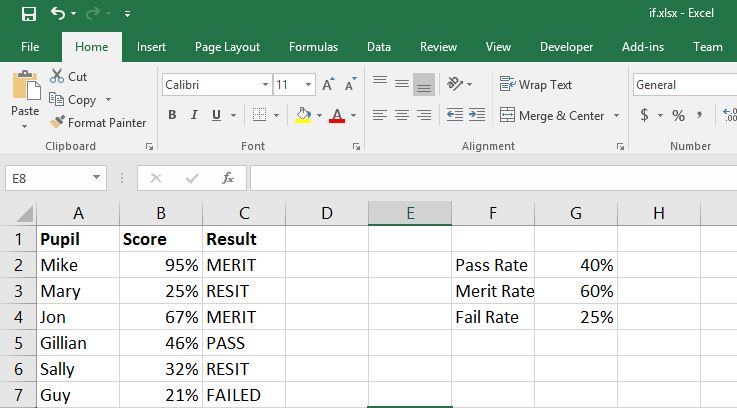 if.xlsx - Excel
File Home Insert Page Layout Formulas Data Review View Developer Add-ins Team
Paste
Cut
Copy
Format Painter
Clipboard
Calibri 11 A A
B I U A
Font
Wrap Text
Merge & Center
Alignment
General
$ % ,
Number
E8 fx
A B C D E F G H
1 Pupil Score Result
2 Mike 95% MERIT Pass Rate 40%
3 Mary 25% RESIT Merit Rate 60%
4 Jon 67% MERIT Fail Rate 25%
5 Gillian 46% PASS
6 Sally 32% RESIT
7 Guy 21% FAILED